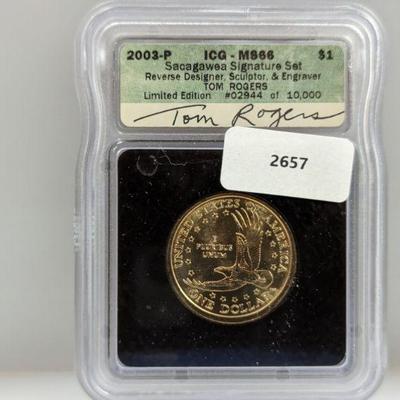 2003-P ICG - MS66 $1
Sacagawea Signature Set
Reverse Designer, Sculptor, & Engraver
TOM ROGERS
Limited Edition #02944 of 10,000
Tom Rogers
2657
UNITED STATES OF AMERICA
E
PLURIBUS
UNUM
ONE DOLLAR